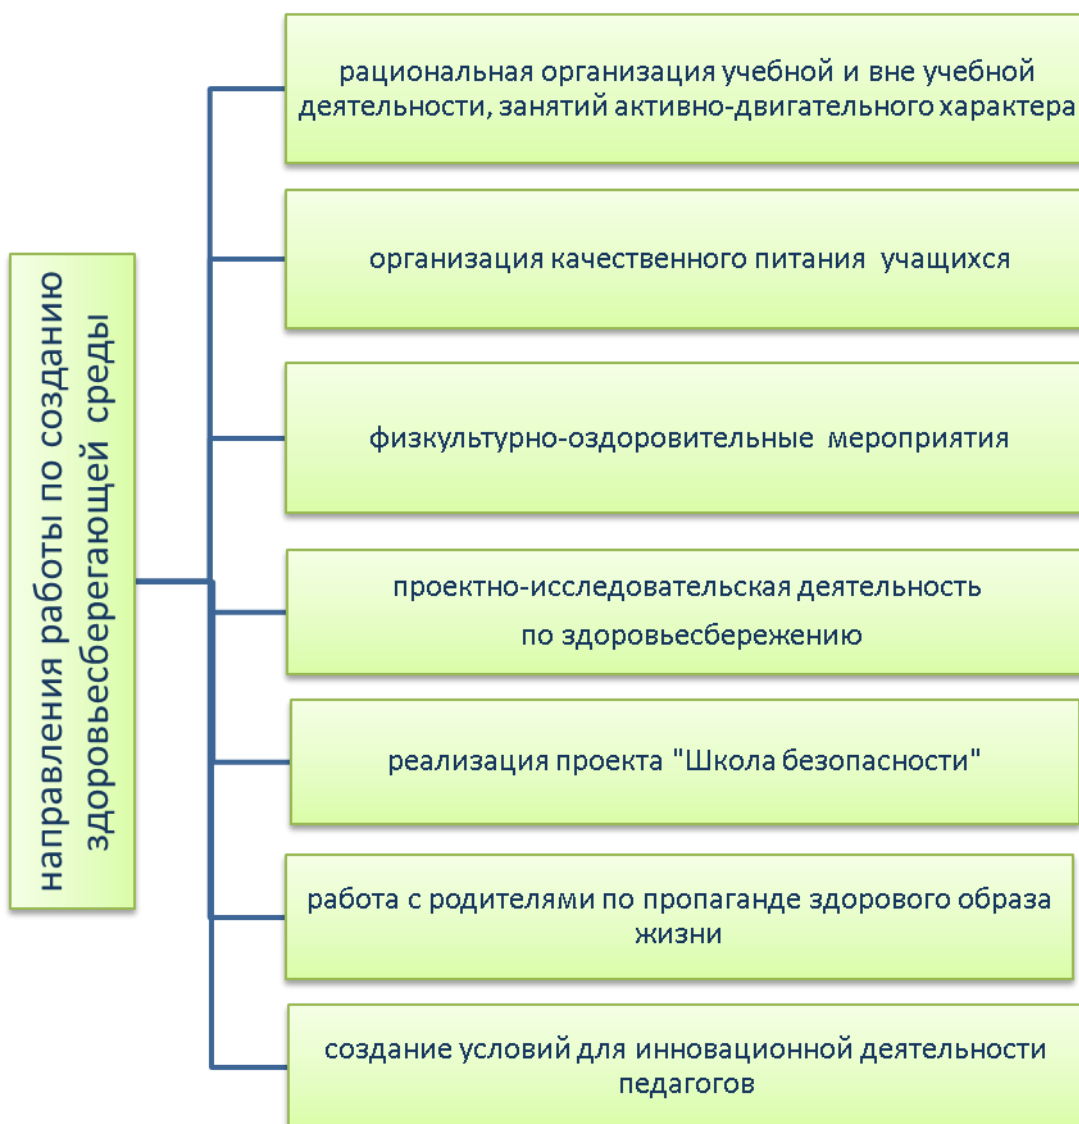 направления работы по созданию
здоровьесберегающей среды
рациональная организация учебной и вне учебной
деятельности, занятий активно-двигательного характера
организация качественного питания учащихся
физкультурно-оздоровительные мероприятия
проектно-исследовательская деятельность
по здоровьесбережению
реализация проекта "Школа безопасности"
работа с родителями по пропаганде здорового образа
жизни
создание условий для инновационной деятельности
педагогов